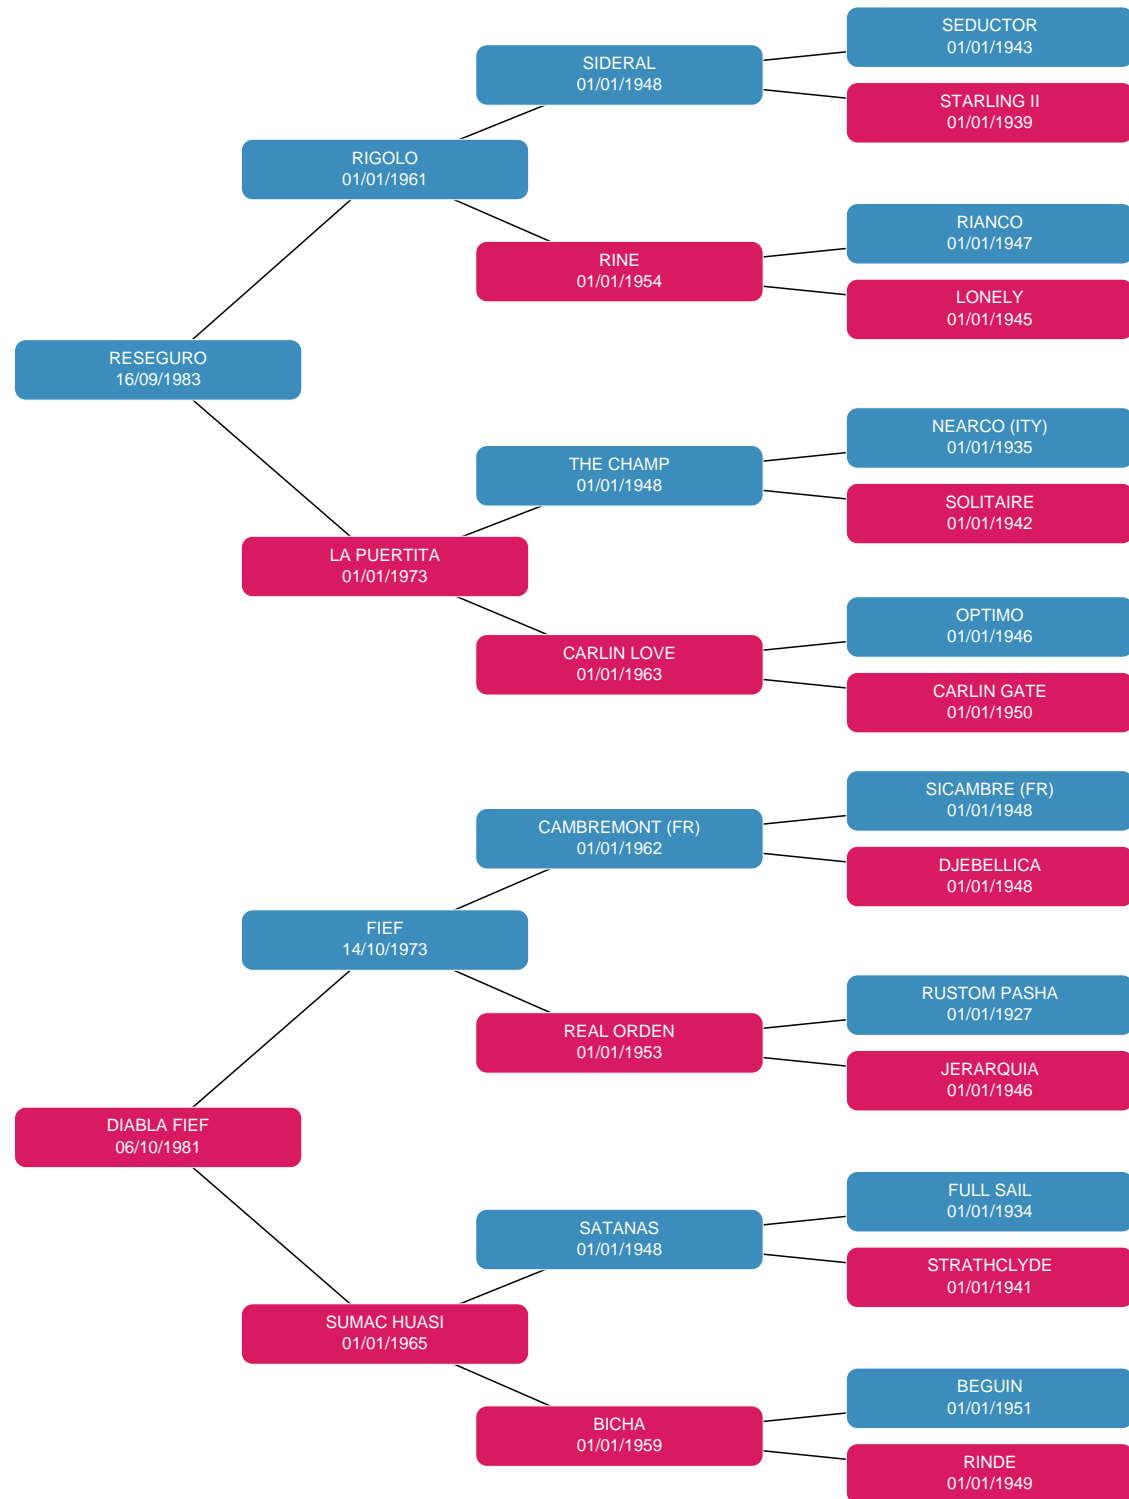 SEDUCTOR
01/01/1943
SIDERAL
01/01/1948
STARLING II
01/01/1939
RIGOLO
01/01/1961
RIANCO
01/01/1947
RINE
01/01/1954
LONELY
01/01/1945
RESEGURO
16/09/1983
NEARCO (ITY)
01/01/1935
THE CHAMP
01/01/1948
SOLITAIRE
01/01/1942
LA PUERTITA
01/01/1973
OPTIMO
01/01/1946
CARLIN LOVE
01/01/1963
CARLIN GATE
01/01/1950
SICAMBRE (FR)
01/01/1948
CAMBREMONT (FR)
01/01/1962
DJEBELLICA
01/01/1948
FIEF
14/10/1973
RUSTOM PASHA
01/01/1927
REAL ORDEN
01/01/1953
JERARQUIA
01/01/1946
DIABLA FIEF
06/10/1981
FULL SAIL
01/01/1934
SATANAS
01/01/1948
STRATHCLYDE
01/01/1941
SUMAC HUASI
01/01/1965
BEGUIN
01/01/1951
BICHA
01/01/1959
RINDE
01/01/1949